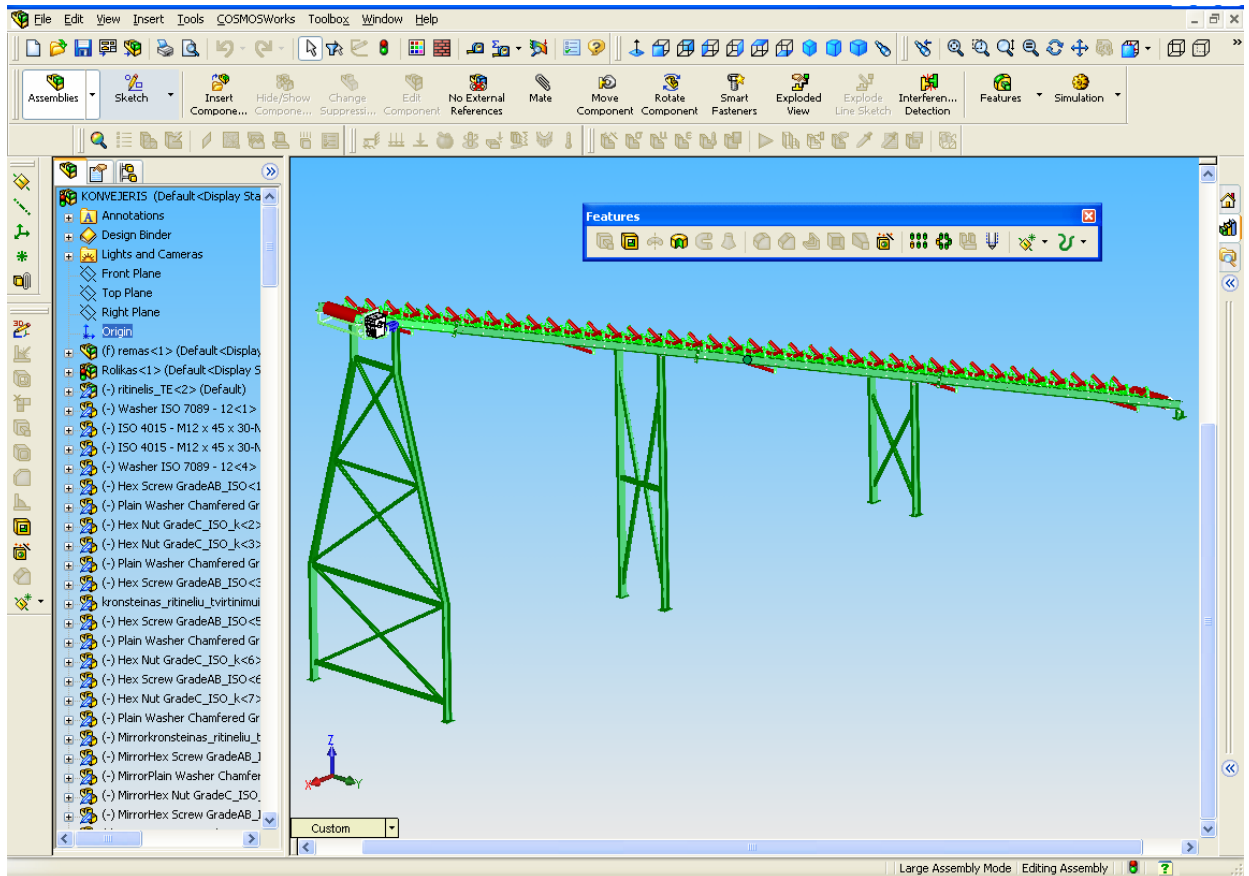 File Edit View Insert Tools COSMOSWorks Toolbox Window Help
Assemblies Sketch Insert Compone... Hide/Show Compone... Change Suppressi... Edit Component No External References Mate Move Component Rotate Component Smart Fasteners Exploded View Explode Line Sketch Interferen... Detection Features Simulation
KONVEJERIS (Default<Display Sta
Annotations
Design Binder
Lights and Cameras
Front Plane
Top Plane
Right Plane
Origin
(f) remas<1> (Default<Display
Rolikas<1> (Default<Display S
(-) ritinelis_TE<2> (Default)
(-) Washer ISO 7089 - 12<1>
(-) ISO 4015 - M12 x 45 x 30-N
(-) ISO 4015 - M12 x 45 x 30-N
(-) Washer ISO 7089 - 12<4>
(-) Hex Screw GradeAB_ISO<1
(-) Plain Washer Chamfered Gr
(-) Hex Nut GradeC_ISO_k<2>
(-) Hex Nut GradeC_ISO_k<3>
(-) Plain Washer Chamfered Gr
(-) Hex Screw GradeAB_ISO<3
kronsteinas_ritineliu_tvirtinimui
(-) Hex Screw GradeAB_ISO<5
(-) Plain Washer Chamfered Gr
(-) Hex Nut GradeC_ISO_k<6>
(-) Hex Screw GradeAB_ISO<6
(-) Hex Nut GradeC_ISO_k<7>
(-) Plain Washer Chamfered Gr
(-) Mirrorkronsteinas_ritineliu_t
(-) MirrorHex Screw GradeAB_I
(-) MirrorPlain Washer Chamfer
(-) MirrorHex Nut GradeC_ISO_
(-) MirrorHex Screw GradeAB_I
Features
Z
X
Y
Custom
Large Assembly Mode Editing Assembly